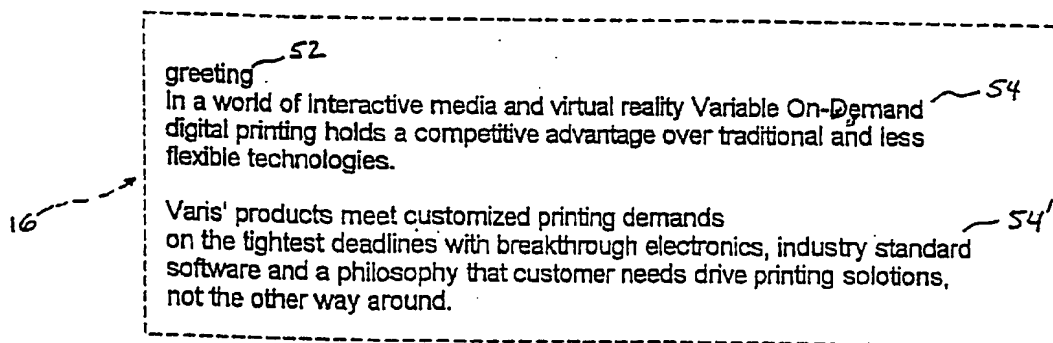 52
greeting
In a world of interactive media and virtual reality Variable On-Demand 54
digital printing holds a competitive advantage over traditional and less
flexible technologies.
16
Varis' products meet customized printing demands
54'
on the tightest deadlines with breakthrough electronics, industry standard
software and a philosophy that customer needs drive printing solotions,
not the other way around.